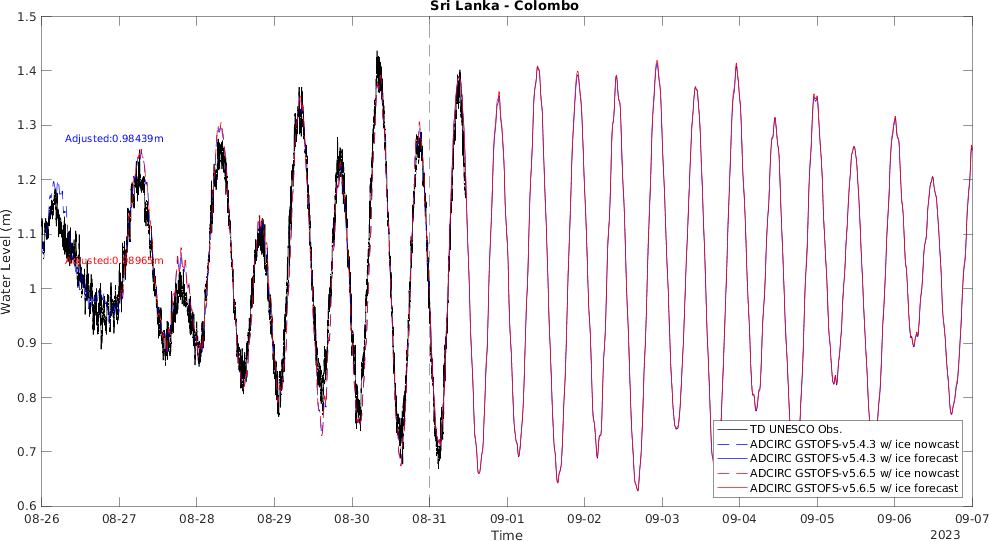 Sri Lanka - Colombo
1.5
1.4
1.3
1.2
1.1
1
0.9
0.8
0.7
0.6
Water Level (m)
Adjusted:0.98439m
Adjusted:0.98965m
TD UNESCO Obs.
ADCIRC GSTOFS-v5.4.3 w/ ice nowcast
ADCIRC GSTOFS-v5.4.3 w/ ice forecast
ADCIRC GSTOFS-v5.6.5 w/ ice nowcast
ADCIRC GSTOFS-v5.6.5 w/ ice forecast
08-26 08-27 08-28 08-29 08-30 08-31 09-01 09-02 09-03 09-04 09-05 09-06 09-07
Time
2023